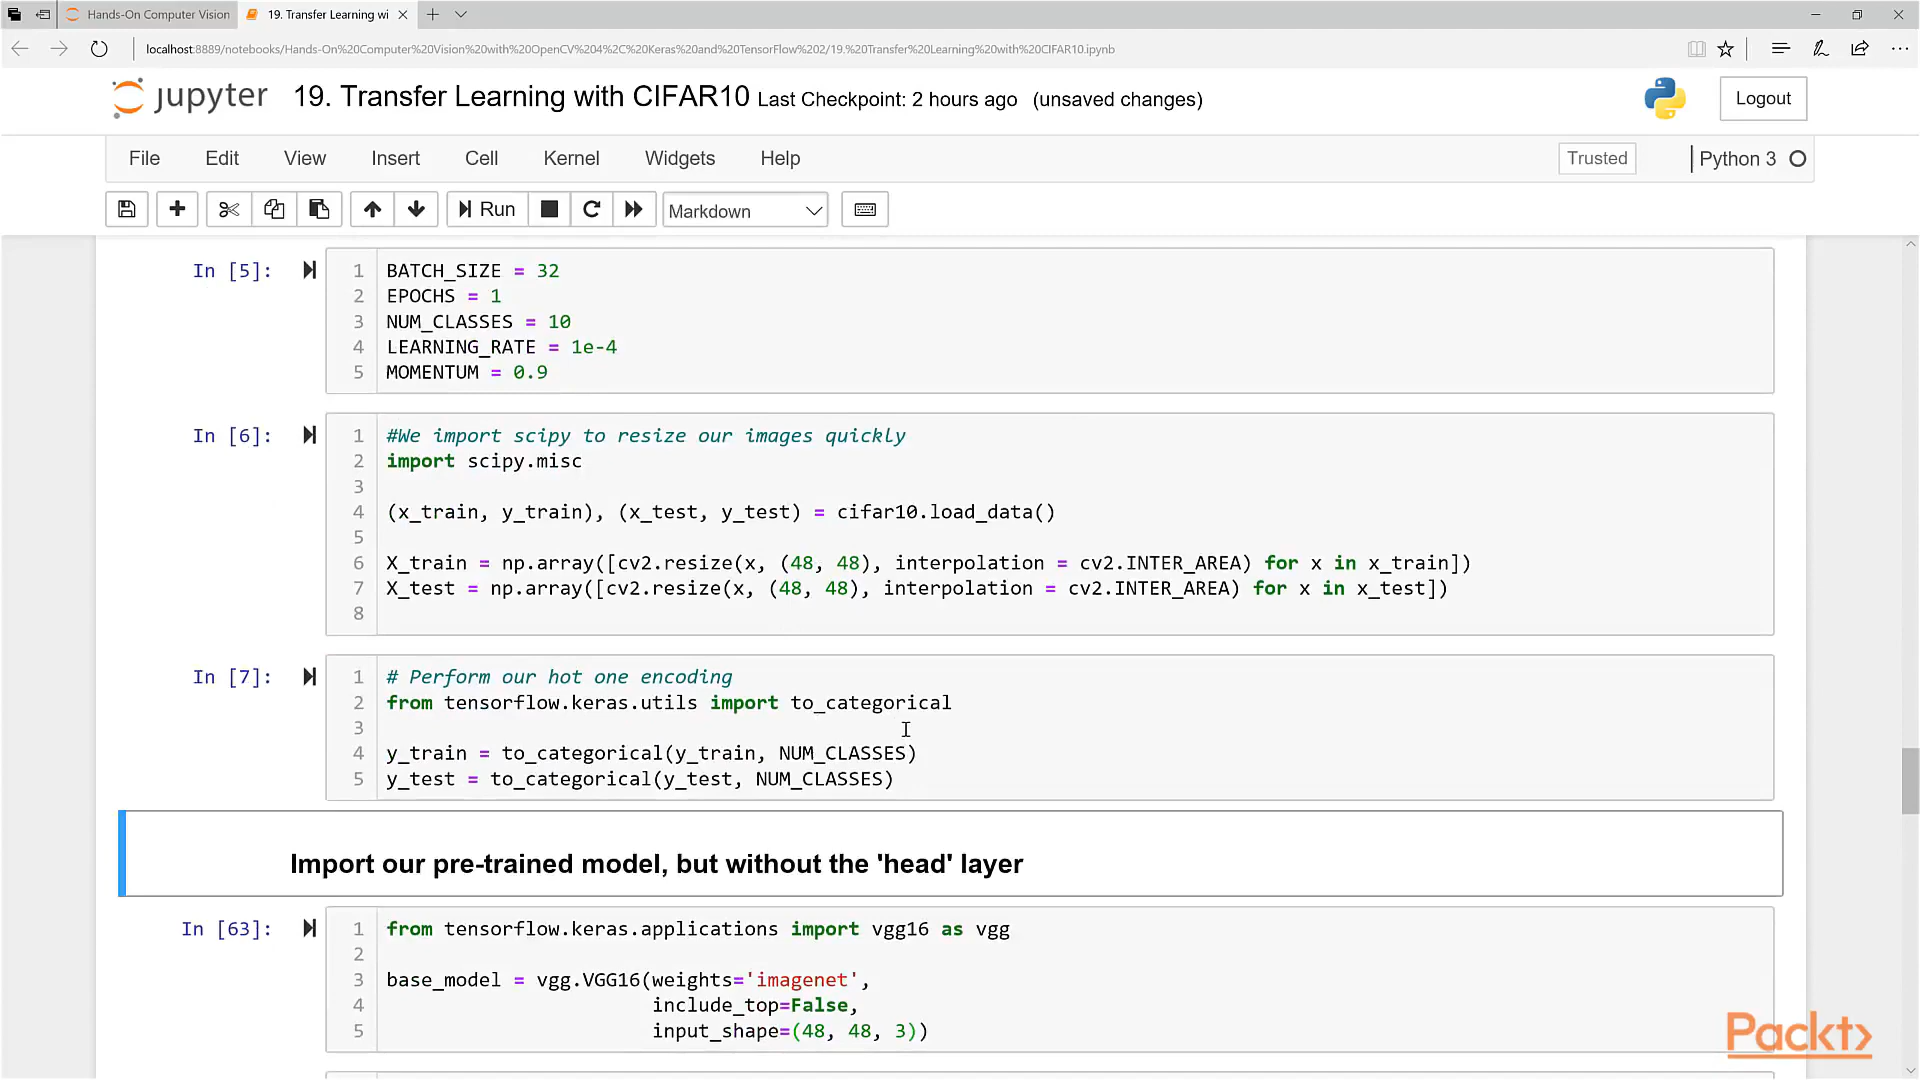 Hands-On Computer Vision
19. Transfer Learning wi
localhost:8889/notebooks/Hands-On%20Computer%20Vision%20with%20OpenCV%204%2C%20Keras%20and%20TensorFlow%202/19.%20Transfer%20Learning%20with%20CIFAR10.ipynb
jupyter 19. Transfer Learning with CIFAR10 Last Checkpoint: 2 hours ago (unsaved changes)
Logout
File Edit View Insert Cell Kernel Widgets Help Trusted Python 3
Run Markdown
In [5]: 1 BATCH_SIZE = 32
2 EPOCHS = 1
3 NUM_CLASSES = 10
4 LEARNING_RATE = 1e-4
5 MOMENTUM = 0.9
In [6]: 1 #We import scipy to resize our images quickly
2 import scipy.misc
3
4 (x_train, y_train), (x_test, y_test) = cifar10.load_data()
5
6 X_train = np.array([cv2.resize(x, (48, 48), interpolation = cv2.INTER_AREA) for x in x_train])
7 X_test = np.array([cv2.resize(x, (48, 48), interpolation = cv2.INTER_AREA) for x in x_test])
8
In [7]: 1 # Perform our hot one encoding
2 from tensorflow.keras.utils import to_categorical
3
4 y_train = to_categorical(y_train, NUM_CLASSES)
5 y_test = to_categorical(y_test, NUM_CLASSES)
Import our pre-trained model, but without the 'head' layer
In [63]: 1 from tensorflow.keras.applications import vgg16 as vgg
2
3 base_model = vgg.VGG16(weights='imagenet',
4 include_top=False,
5 input_shape=(48, 48, 3))
Packt>